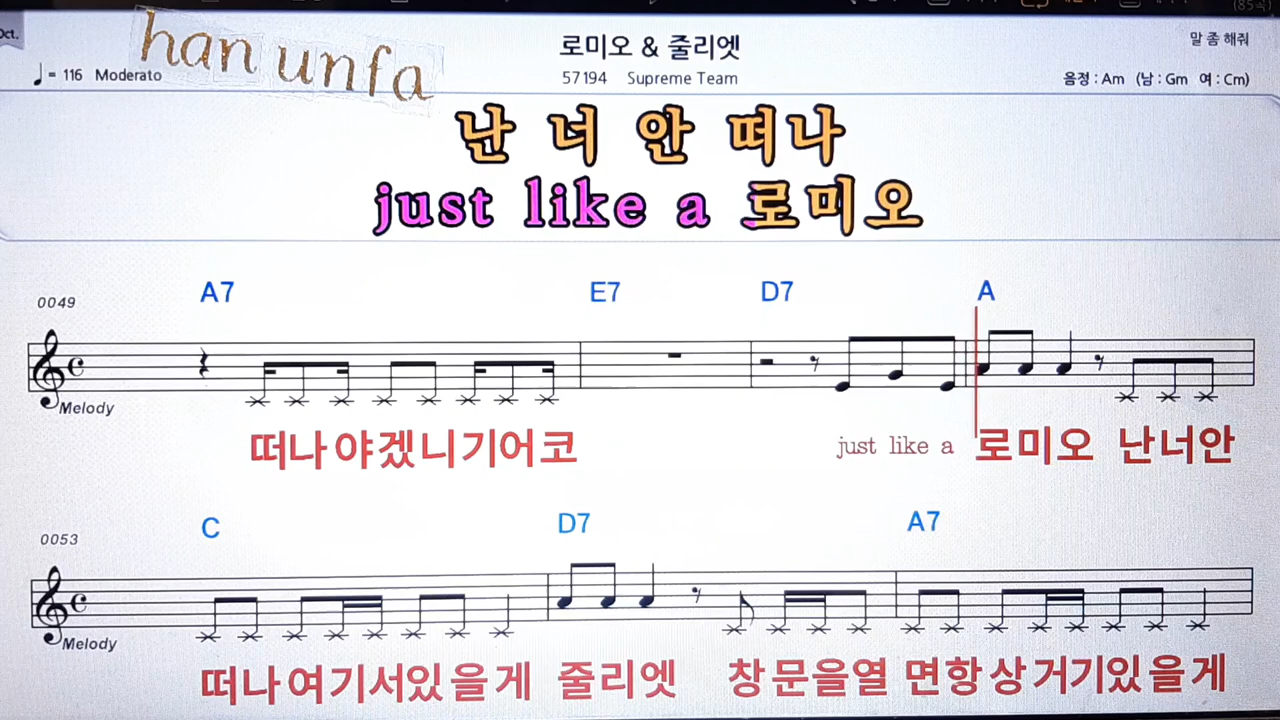 (85곡)
Oct.
han unfa
♩= 116 Moderato
로미오 & 줄리엣
57194 Supreme Team
말 좀 해줘
음정 : Am (남 : Gm 여 : Cm)
난 너 안 떠나
just like a 로미오
0049
A7 E7 D7 A
Melody
떠나야겠니기어코 just like a 로미오 난너안
0053
C D7 A7
Melody
떠나여기서있을게 줄리엣 창문을열면항상거기있을게